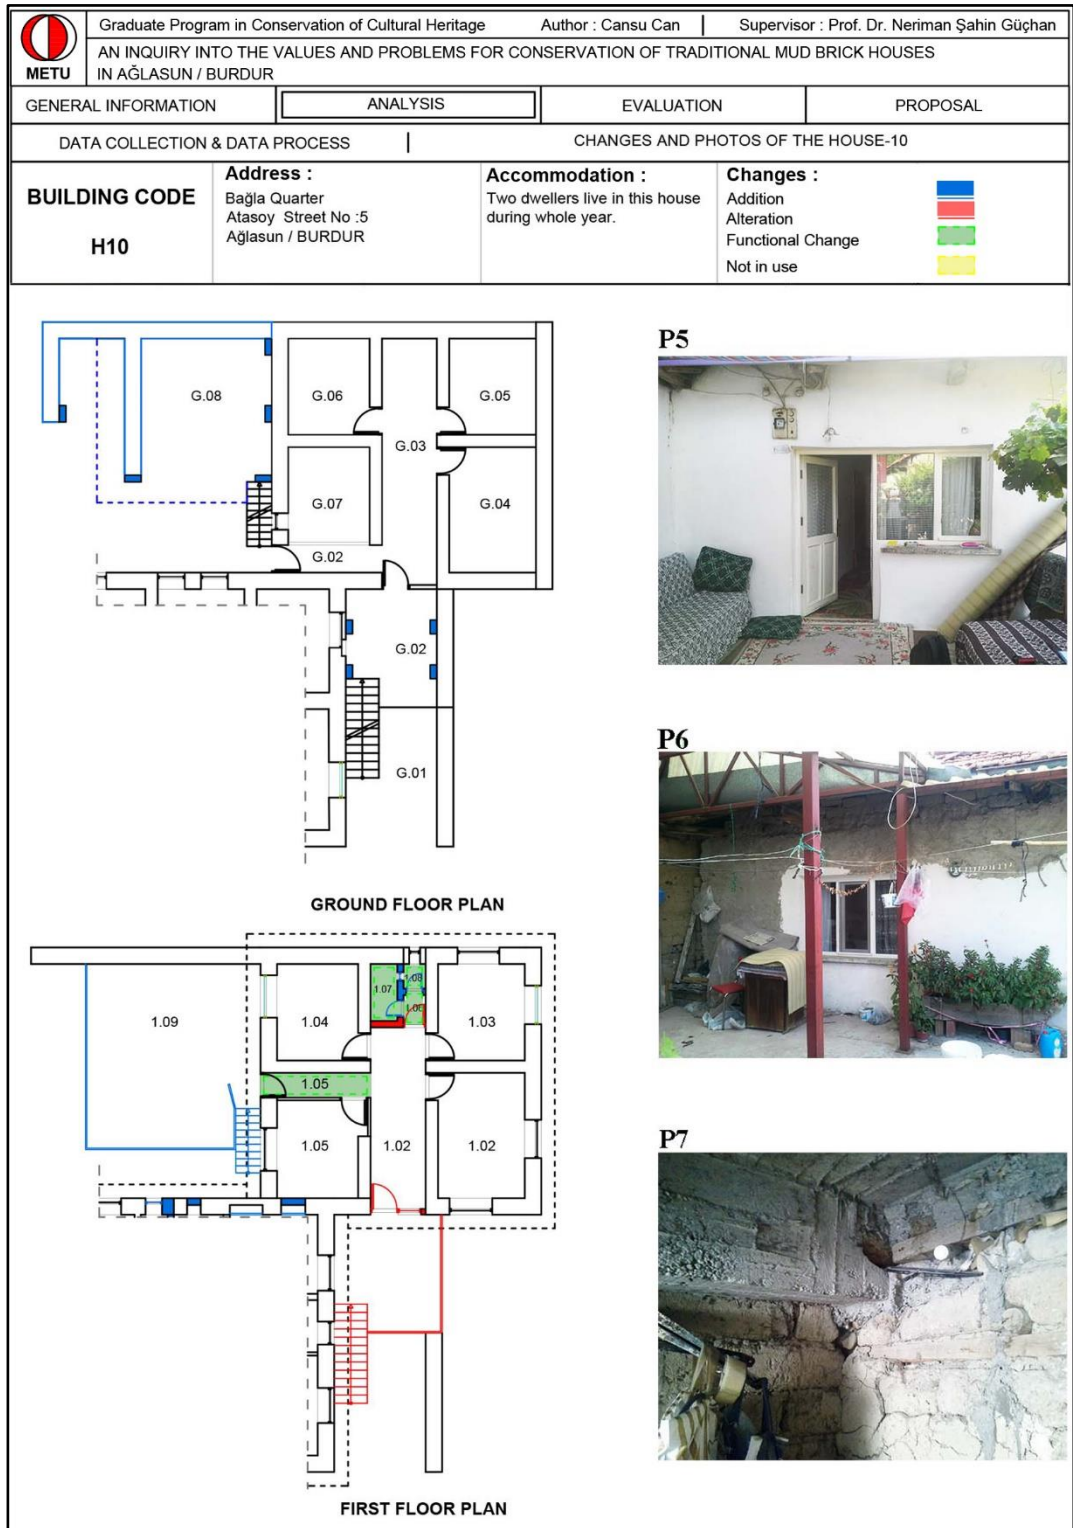 METU
Graduate Program in Conservation of Cultural Heritage Author : Cansu Can Supervisor : Prof. Dr. Neriman Şahin Güçhan
AN INQUIRY INTO THE VALUES AND PROBLEMS FOR CONSERVATION OF TRADITIONAL MUD BRICK HOUSES
IN AĞLASUN / BURDUR
GENERAL INFORMATION ANALYSIS EVALUATION PROPOSAL
DATA COLLECTION & DATA PROCESS CHANGES AND PHOTOS OF THE HOUSE-10
BUILDING CODE
H10
Address :
Bağla Quarter
Atasoy Street No :5
Ağlasun / BURDUR
Accommodation :
Two dwellers live in this house
during whole year.
Changes :
Addition
Alteration
Functional Change
Not in use
G.08 G.06 G.05
G.03
G.07 G.04
G.02
G.02
G.01
GROUND FLOOR PLAN
1.07 1.08
1.09 1.04 1.03
1.05
1.05 1.02 1.02
FIRST FLOOR PLAN
P5
P6
P7